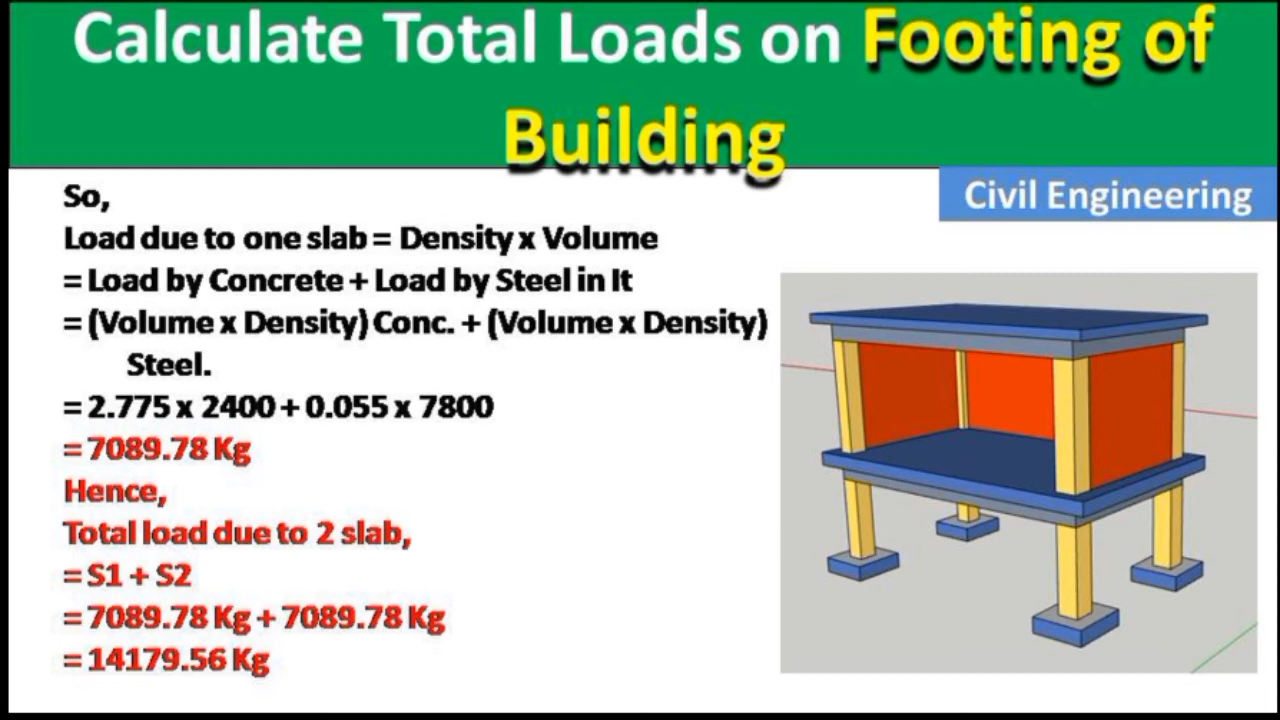 Calculate Total Loads on Footing of
Building
Civil Engineering
So,
Load due to one slab = Density x Volume
= Load by Concrete + Load by Steel in It
= (Volume x Density) Conc. + (Volume x Density)
Steel.
= 2.775 x 2400 + 0.055 x 7800
= 7089.78 Kg
Hence,
Total load due to 2 slab,
= S1 + S2
= 7089.78 Kg + 7089.78 Kg
= 14179.56 Kg